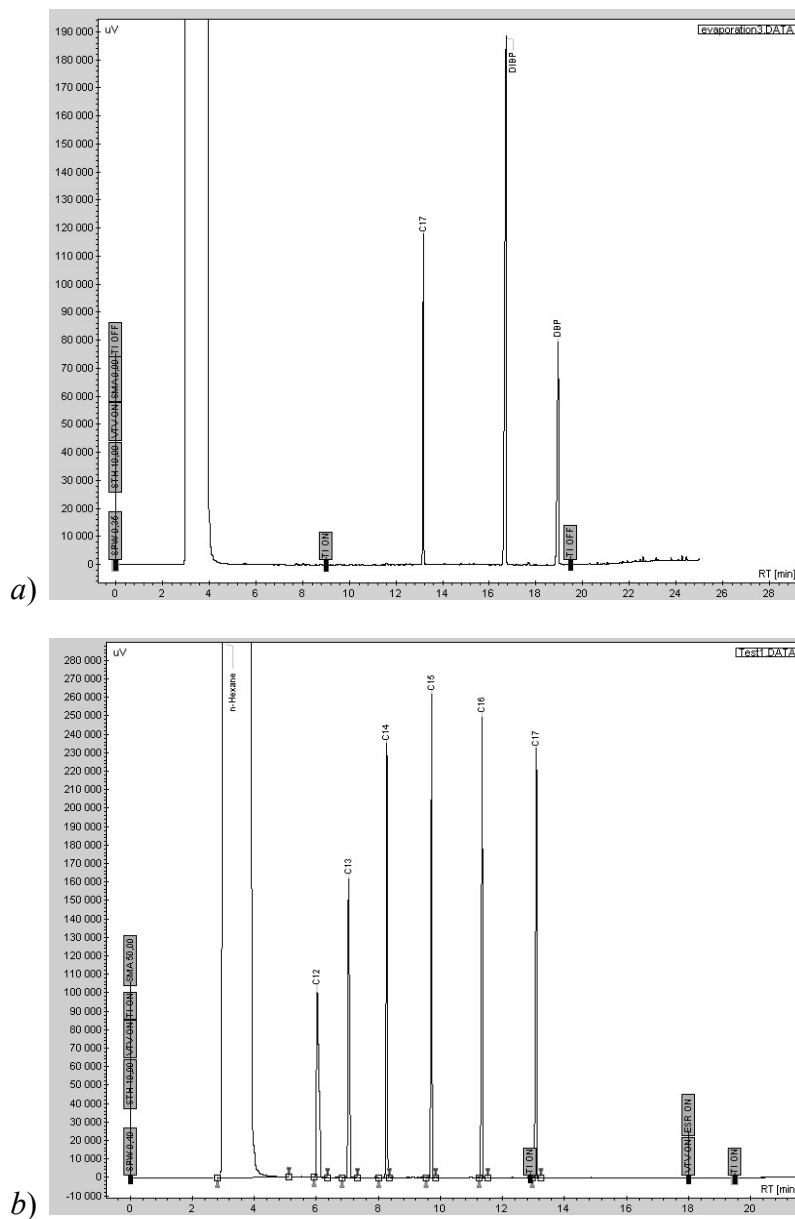 uV
evaporation3.DATA
190 000
180 000
170 000
160 000
150 000
140 000
130 000
120 000
110 000
100 000
90 000
80 000
70 000
60 000
50 000
40 000
30 000
20 000
10 000
0
SPW 0,35
STH 10,00
VTV ON
SMA 0,00
TI OFF
TI ON
C17
DIBP
DBP
TI OFF
0 2 4 6 8 10 12 14 16 18 20 22 24 26 28
RT [min]
a)
uV
Test1.DATA
280 000
270 000
260 000
250 000
240 000
230 000
220 000
210 000
200 000
190 000
180 000
170 000
160 000
150 000
140 000
130 000
120 000
110 000
100 000
90 000
80 000
70 000
60 000
50 000
40 000
30 000
20 000
10 000
0
-10 000
SPW 0,40
STH 10,00
VTV ON
TI ON
SMA 50,00
n-Hexane
C12
C13
C14
C15
C16
C17
TI ON
VTV ON
ESR ON
TI ON
0 2 4 6 8 10 12 14 16 18 20
RT [min]
b)